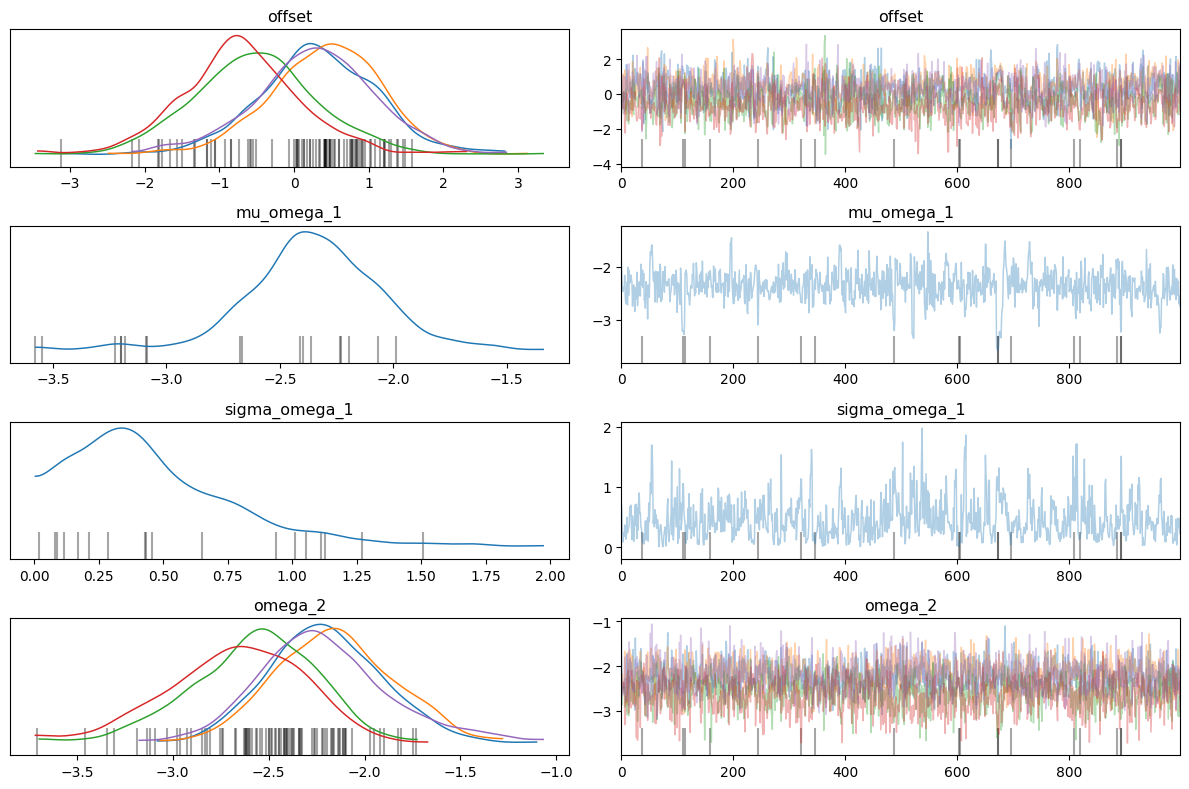 offset offset
2
0
−2
−4
−3 −2 −1 0 1 2 3 0 200 400 600 800
mu_omega_1 mu_omega_1
−2
−3
−3.5 −3.0 −2.5 −2.0 −1.5 0 200 400 600 800
sigma_omega_1 sigma_omega_1
2
1
0
0.00 0.25 0.50 0.75 1.00 1.25 1.50 1.75 2.00 0 200 400 600 800
omega_2 omega_2
−1
−2
−3
−3.5 −3.0 −2.5 −2.0 −1.5 −1.0 0 200 400 600 800